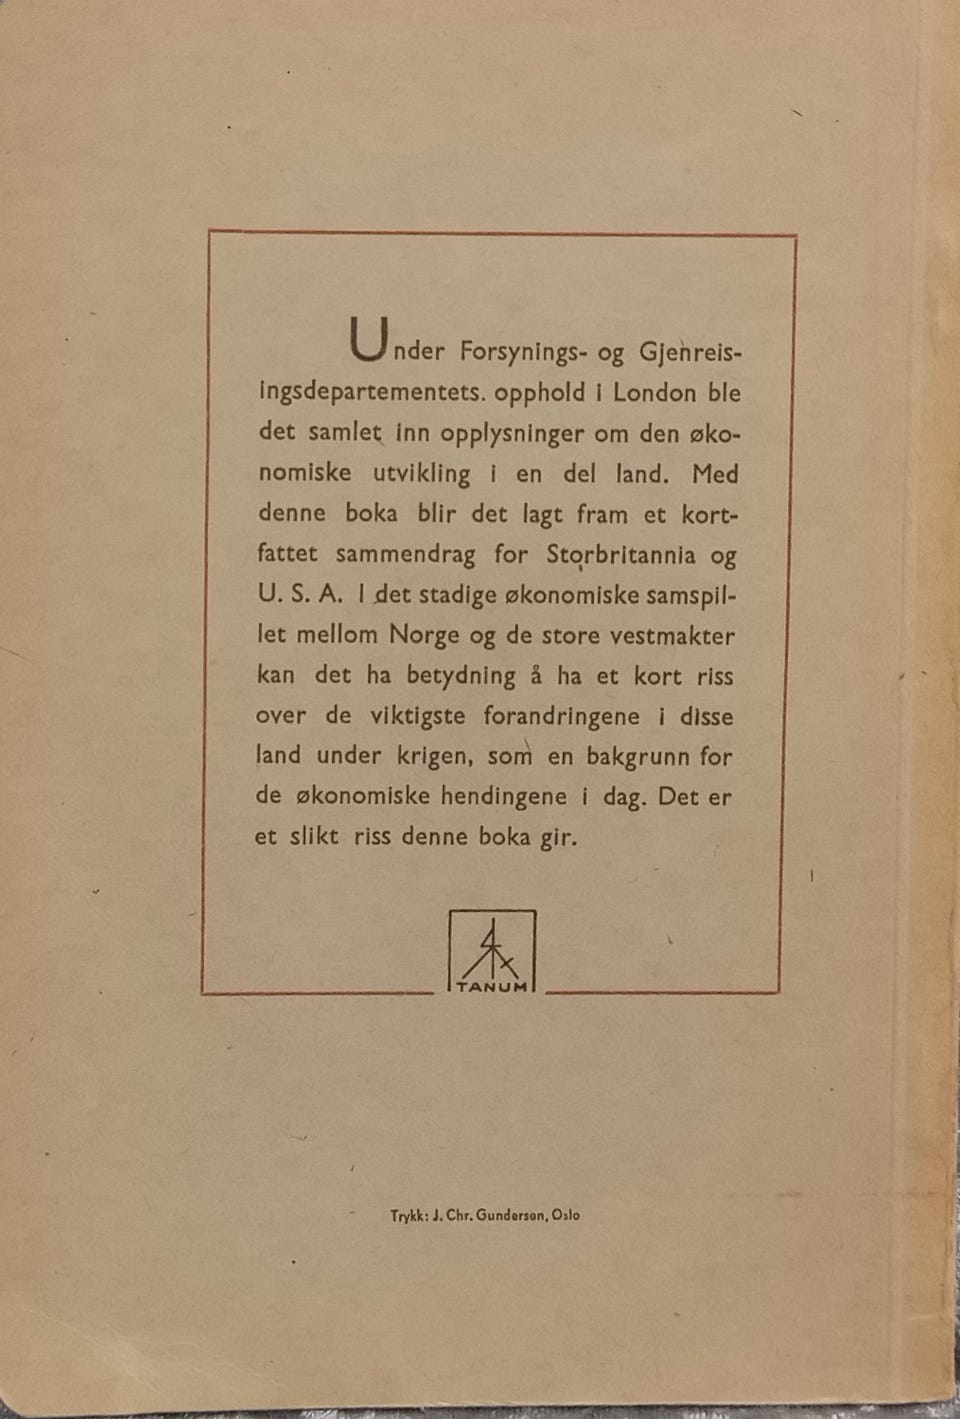 Under Forsynings- og Gjenreis-
ingsdepartementets. opphold i London ble
det samlet inn opplysninger om den øko-
nomiske utvikling i en del land. Med
denne boka blir det lagt fram et kort-
fattet sammendrag for Storbritannia og
U. S. A. I det stadige økonomiske samspil-
let mellom Norge og de store vestmakter
kan det ha betydning å ha et kort riss
over de viktigste forandringene i disse
land under krigen, som en bakgrunn for
de økonomiske hendingene i dag. Det er
et slikt riss denne boka gir.
TANUM
Trykk: J. Chr. Gundersen, Oslo